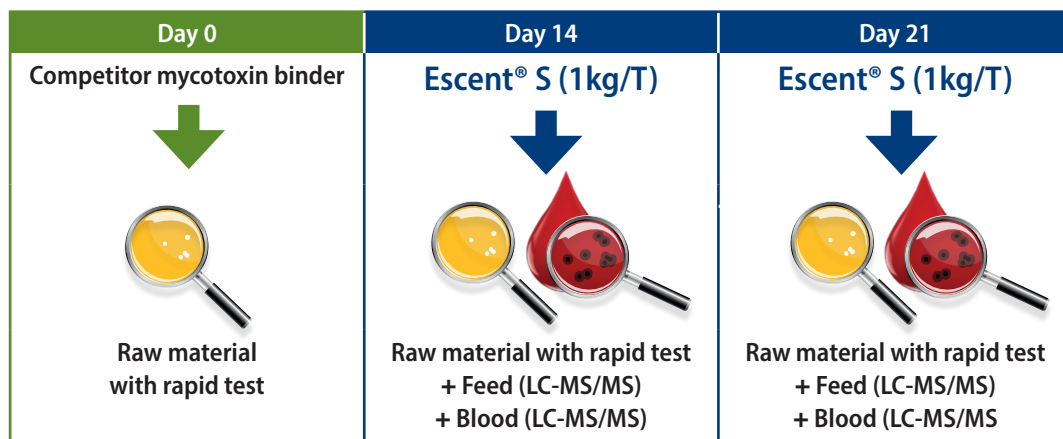 Day 0
Competitor mycotoxin binder
Raw material
with rapid test
Day 14
Escent® S (1kg/T)
Raw material with rapid test
+ Feed (LC-MS/MS)
+ Blood (LC-MS/MS)
Day 21
Escent® S (1kg/T)
Raw material with rapid test
+ Feed (LC-MS/MS)
+ Blood (LC-MS/MS